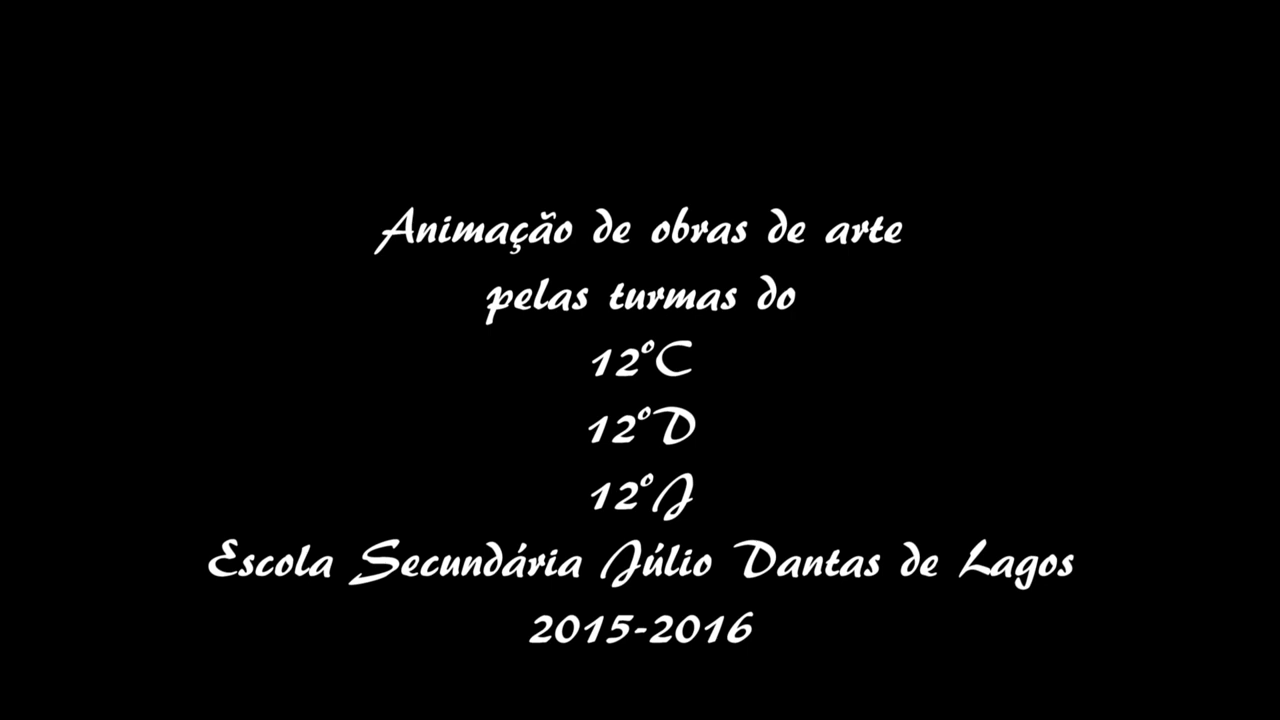 Animação de obras de arte
pelas turmas do
12ºC
12ºD
12ºJ
Escola Secundária Júlio Dantas de Lagos
2015-2016